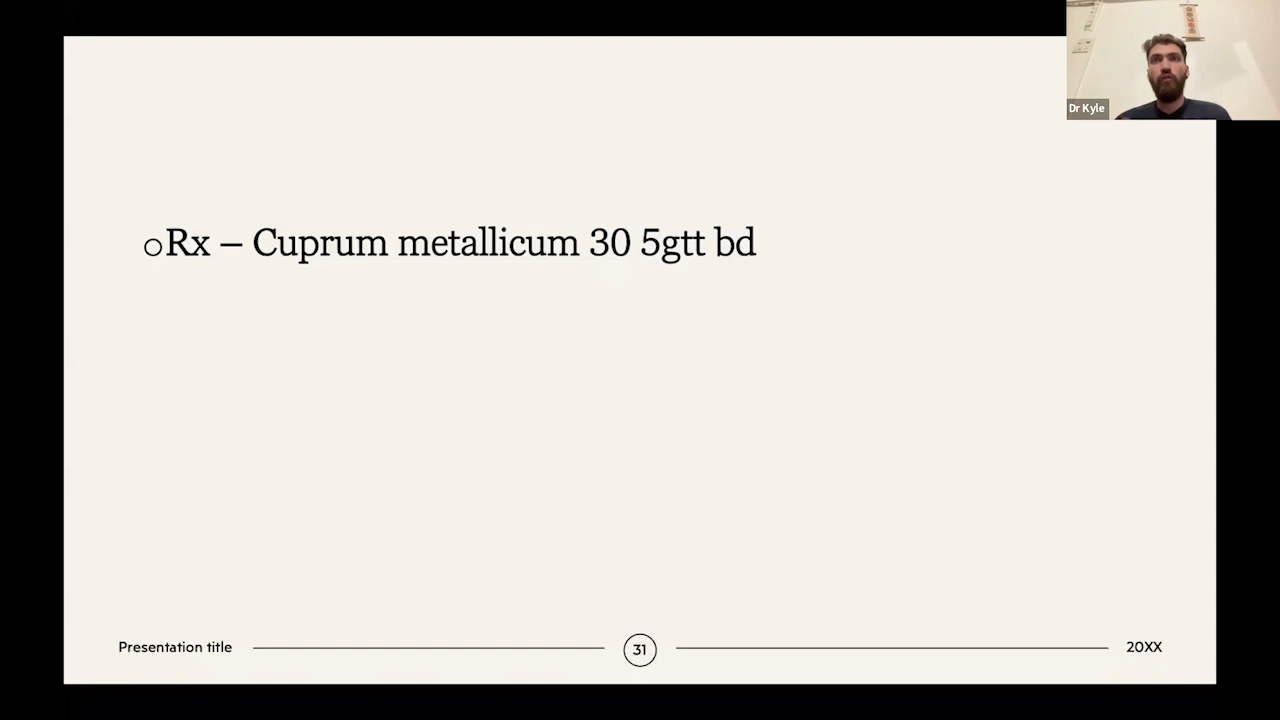 Dr Kyle
○Rx – Cuprum metallicum 30 5gtt bd
Presentation title
31
20XX